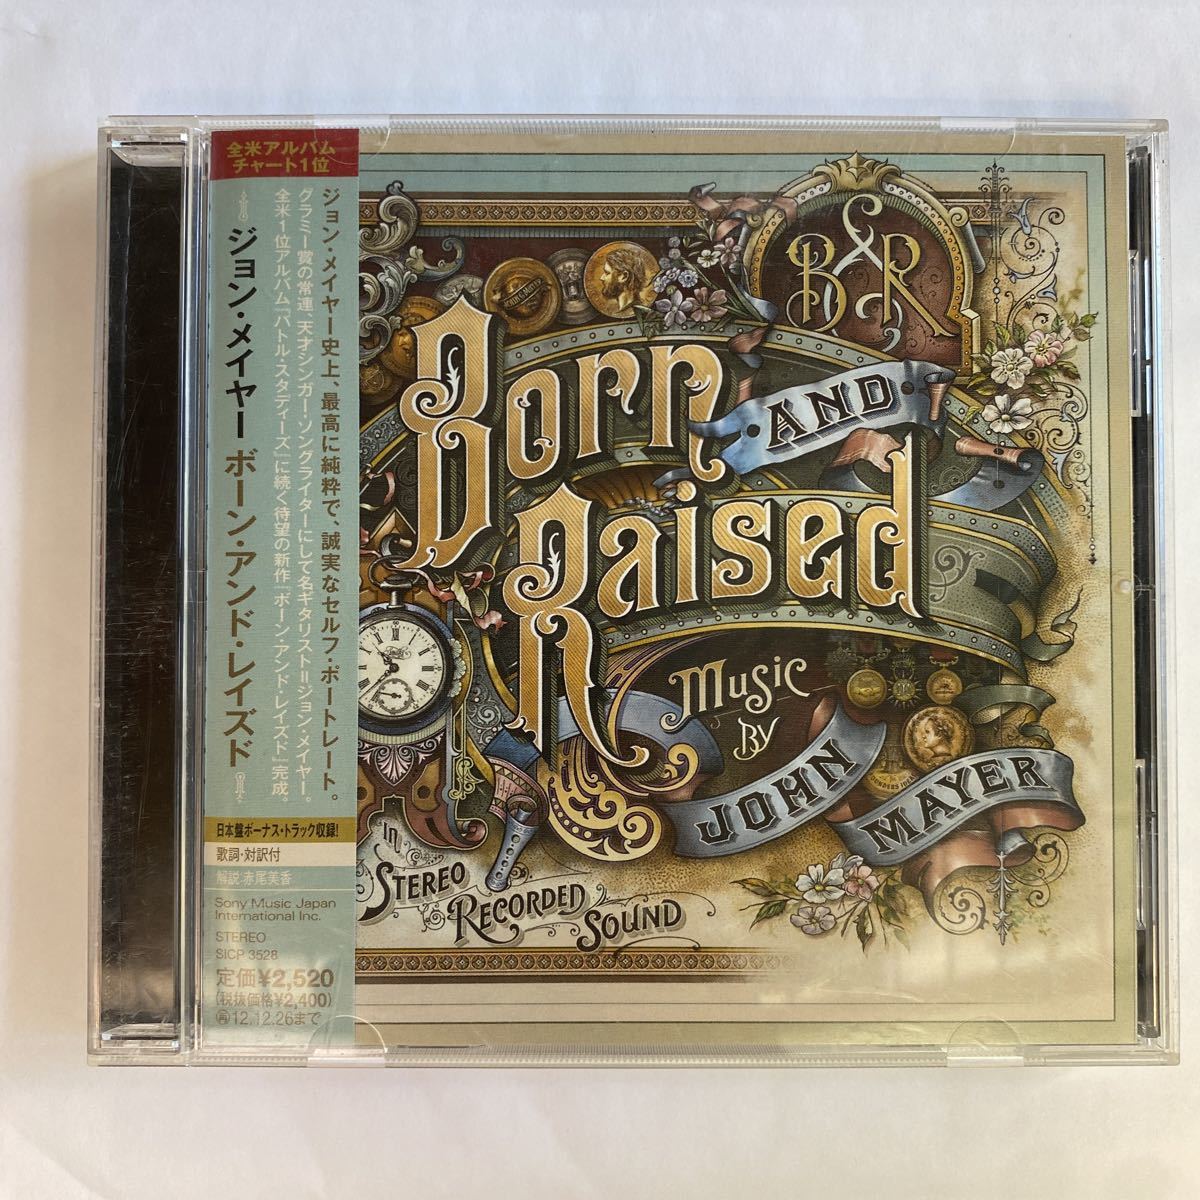 全米アルバム
チャート1位
ジョン・メイヤー史上、最高に純粋で、誠実なセルフ・ポートレート。
グラミー賞の常連、天才シンガー・ソングライターにして名ギタリスト=ジョン・メイヤー。
全米1位アルバム『バトル・スタディーズ』に続く待望の新作『ボーン・アンド・レイズド』完成。
ジョン・メイヤー ボーン・アンド・レイズド
日本盤ボーナス・トラック収録!
歌詞・対訳付
解説:赤尾美香
Sony Music Japan
International Inc.
STEREO
SICP 3528
定価¥2,520
(税抜価格¥2,400)
㊢12.12.26まで
B&R
Born
AND
Raised
Music
BY
JOHN
MAYER
IN
STEREO
RECORDED
SOUND